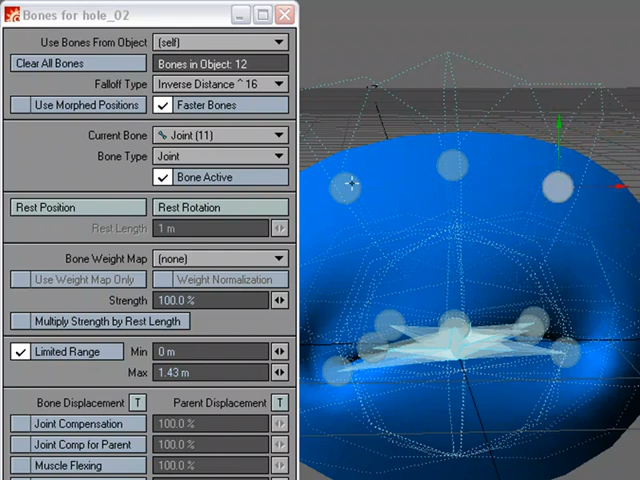 Bones for hole_02
Use Bones From Object (self)
Clear All Bones Bones in Object: 12
Falloff Type Inverse Distance ^ 16
Use Morphed Positions Faster Bones
Current Bone Joint (11)
Bone Type Joint
Bone Active
Rest Position Rest Rotation
Rest Length 1 m
Bone Weight Map (none)
Use Weight Map Only Weight Normalization
Strength 100.0 %
Multiply Strength by Rest Length
Limited Range Min 0 m
Max 1.43 m
Bone Displacement T Parent Displacement T
Joint Compensation 100.0 %
Joint Comp for Parent 100.0 %
Muscle Flexing 100.0 %